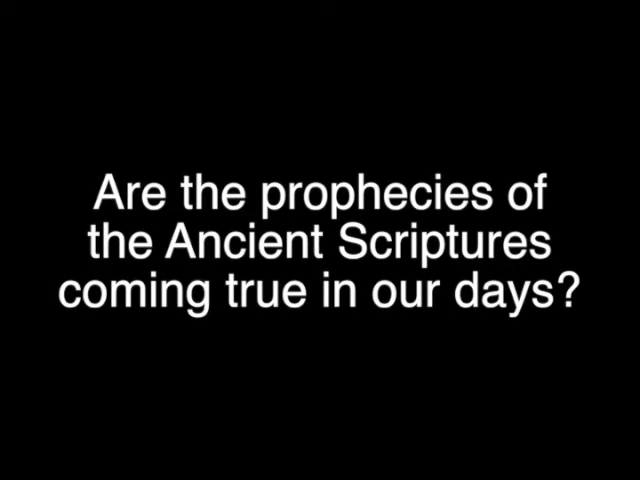 Are the prophecies of
the Ancient Scriptures
coming true in our days?